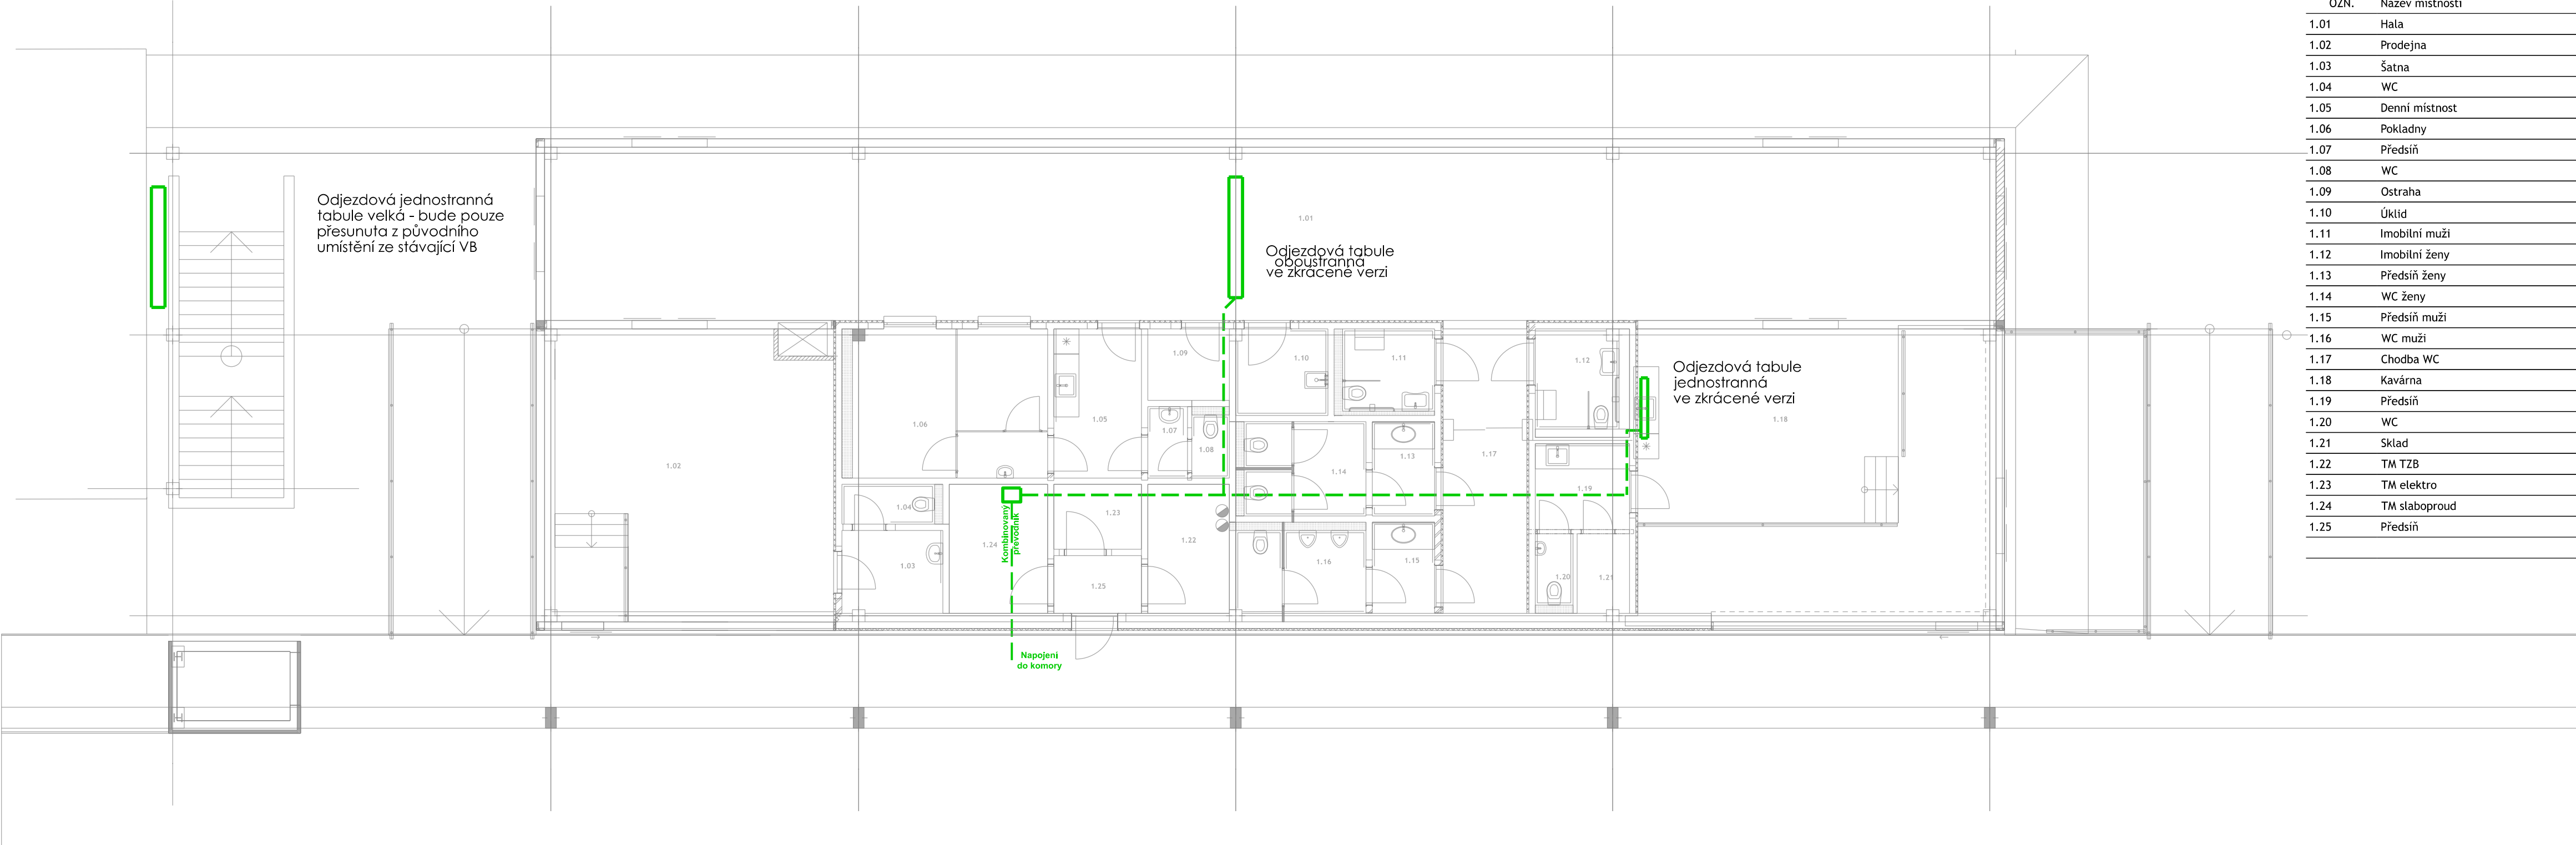 OZN. Název místnosti
1.01 Hala
1.02 Prodejna
1.03 Šatna
1.04 WC
1.05 Denní místnost
1.06 Pokladny
1.07 Předsíň
1.08 WC
1.09 Ostraha
1.10 Úklid
1.11 Imobilní muži
1.12 Imobilní ženy
1.13 Předsíň ženy
1.14 WC ženy
1.15 Předsíň muži
1.16 WC muži
1.17 Chodba WC
1.18 Kavárna
1.19 Předsíň
1.20 WC
1.21 Sklad
1.22 TM TZB
1.23 TM elektro
1.24 TM slaboproud
1.25 Předsíň
Odjezdová jednostranná
tabule velká - bude pouze
přesunuta z původního
umístění ze stávající VB
1.01
Odjezdová tabule
oboustranná
ve zkrácené verzi
Odjezdová tabule
jednostranná
ve zkrácené verzi
1.09
1.10
1.11
1.12
1.06
1.05
1.07
1.08
1.18
1.02
1.14
1.13
1.17
1.19
1.04
1.23
1.24
Kombinovaný
převodník
1.22
1.03
1.25
1.16
1.15
1.20
1.21
Napojení
do komory